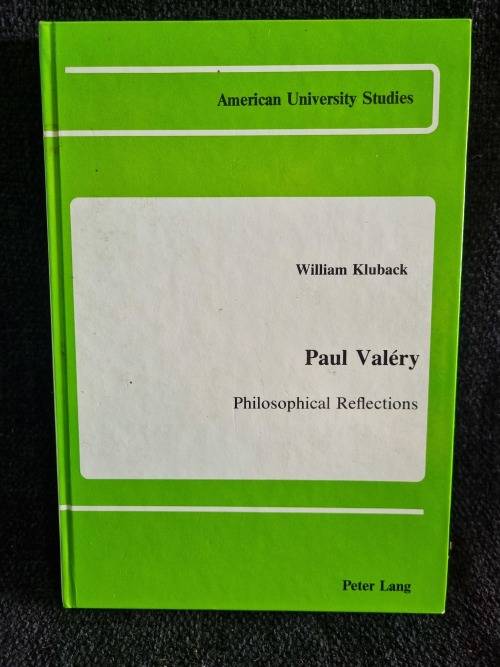 American University Studies
William Kluback
Paul Valéry
Philosophical Reflections
Peter Lang